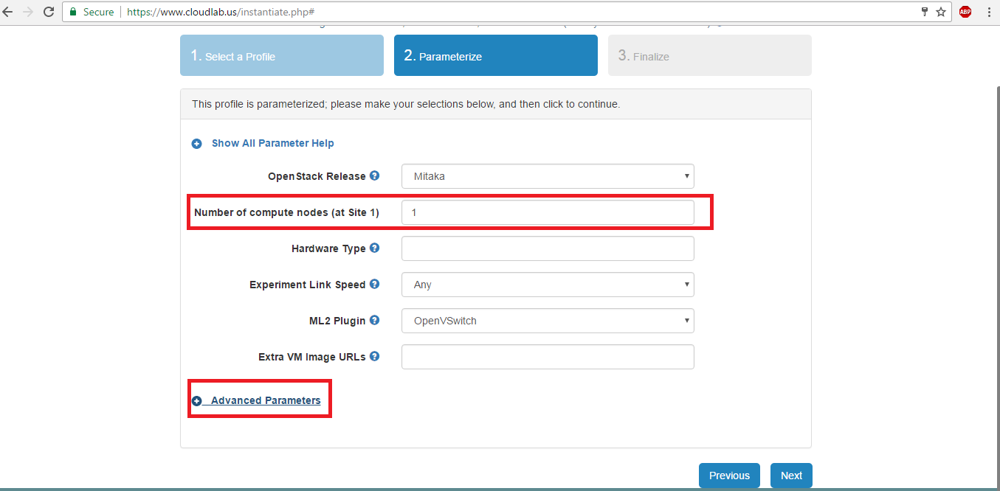 Secure https://www.cloudlab.us/instantiate.php#
ABP
1. Select a Profile
2. Parameterize
3. Finalize
This profile is parameterized; please make your selections below, and then click to continue.
Show All Parameter Help
OpenStack Release ? Mitaka
Number of compute nodes (at Site 1) 1
Hardware Type ?
Experiment Link Speed ? Any
ML2 Plugin ? OpenVSwitch
Extra VM Image URLs ?
Advanced Parameters
Previous Next